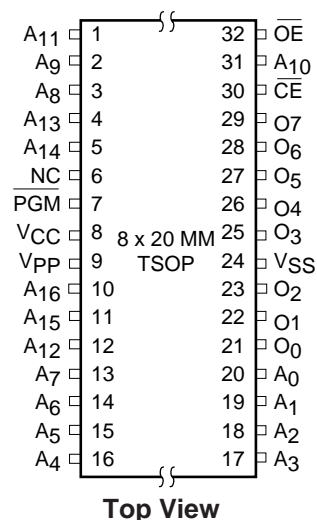 A11 1 32 OE
A9 2 31 A10
A8 3 30 CE
A13 4 29 O7
A14 5 28 O6
NC 6 27 O5
PGM 7 26 O4
VCC 8 8 x 20 MM 25 O3
VPP 9 TSOP 24 VSS
A16 10 23 O2
A15 11 22 O1
A12 12 21 O0
A7 13 20 A0
A6 14 19 A1
A5 15 18 A2
A4 16 17 A3
Top View